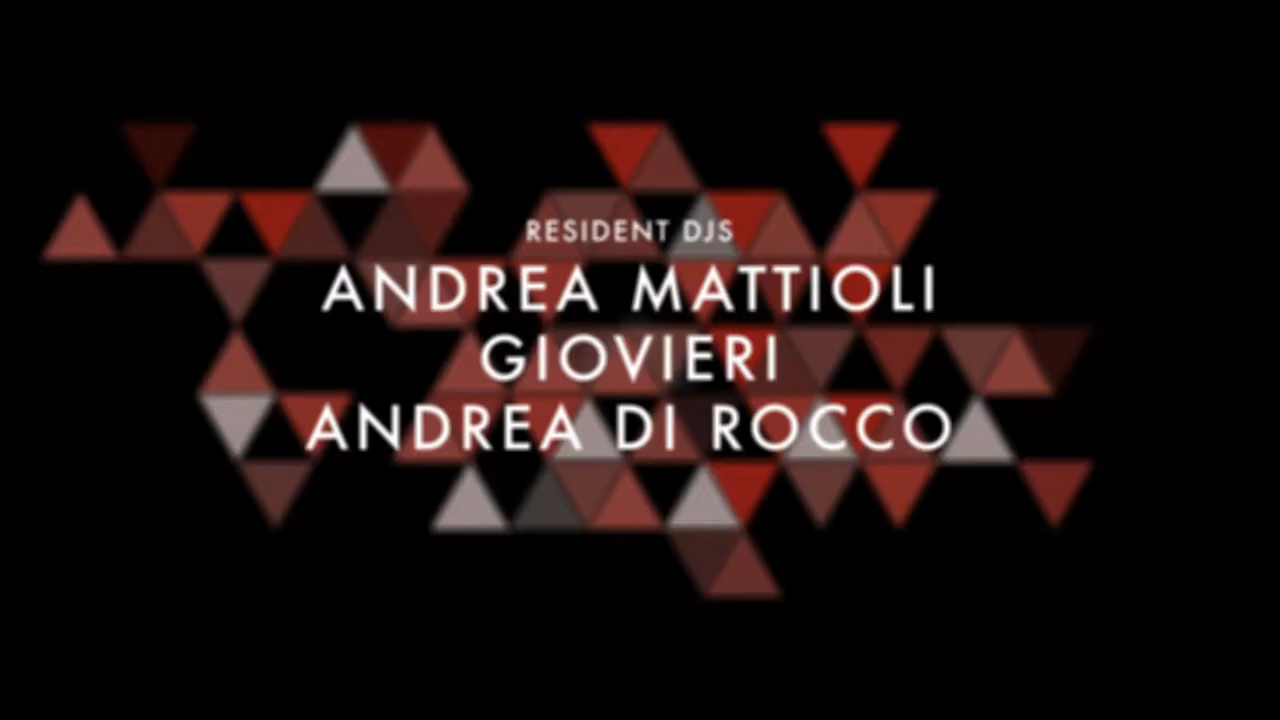 RESIDENT DJS
ANDREA MATTIOLI
GIOVIERI
ANDREA DI ROCCO